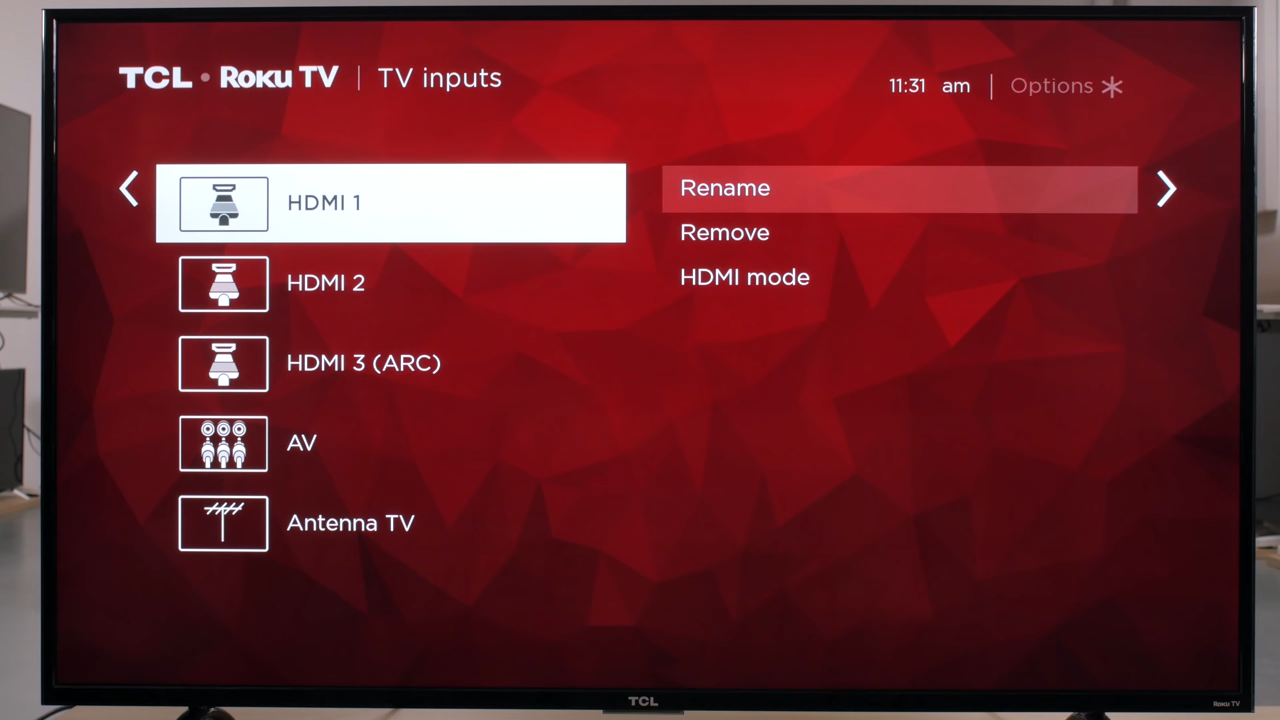 TCL • Roku TV | TV inputs
11:31 am | Options
HDMI 1
HDMI 2
HDMI 3 (ARC)
AV
Antenna TV
Rename
Remove
HDMI mode
TCL
Roku TV